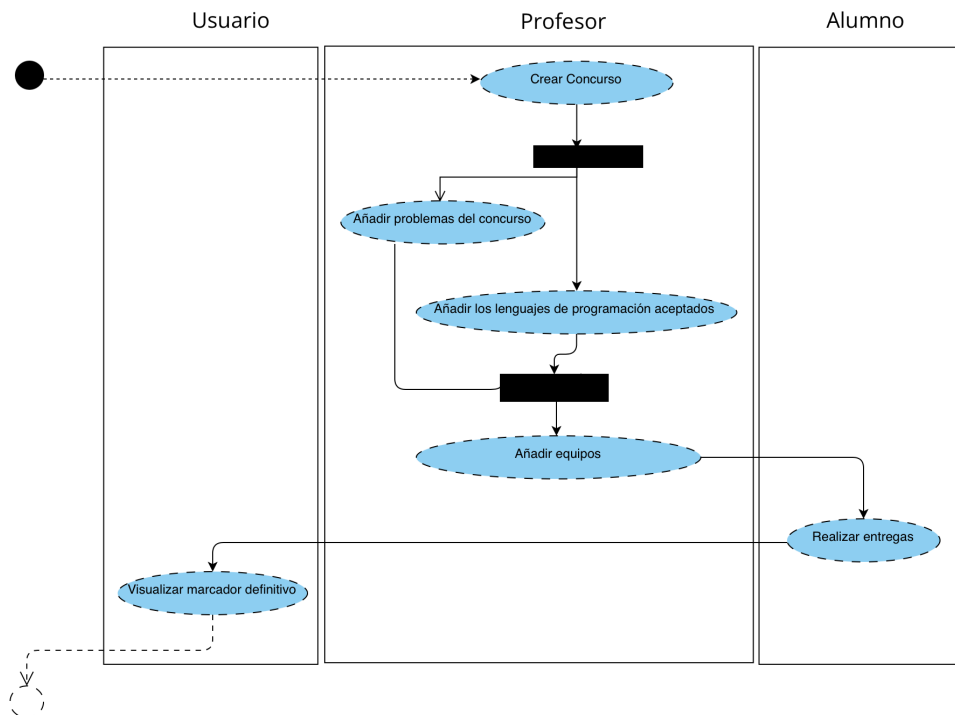 Usuario
Profesor
Alumno
Crear Concurso
Añadir problemas del concurso
Añadir los lenguajes de programación aceptados
Añadir equipos
Realizar entregas
Visualizar marcador definitivo